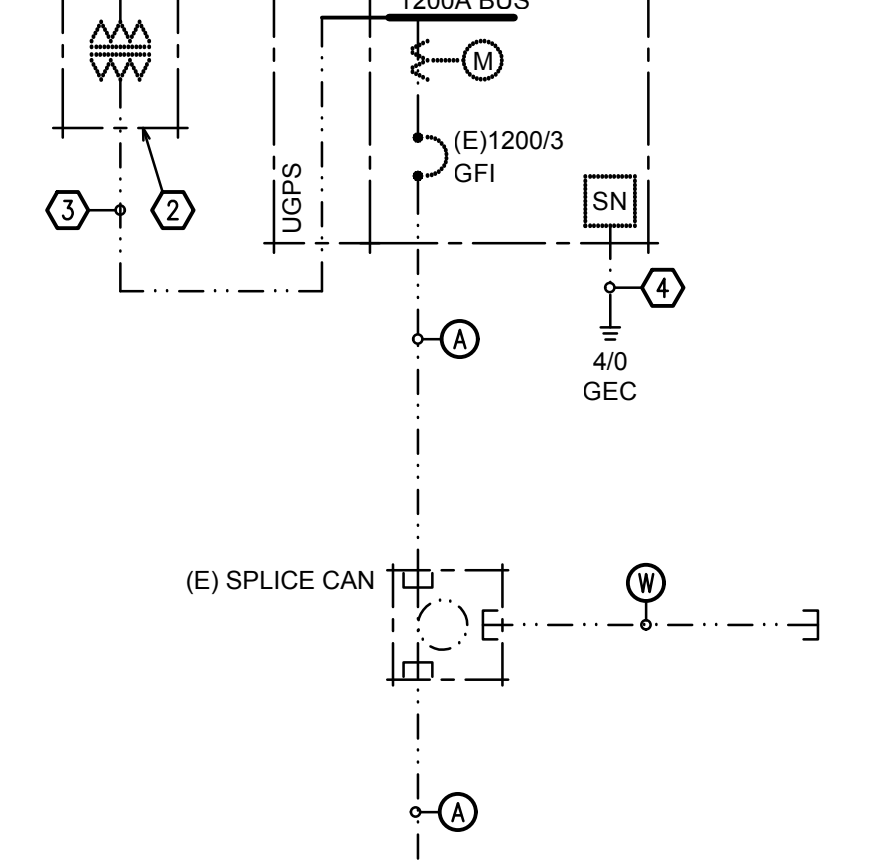 1200A BUS
M
(E)1200/3
GFI
UGPS
SN
3
2
4
A
4/0
GEC
(E) SPLICE CAN
W
A